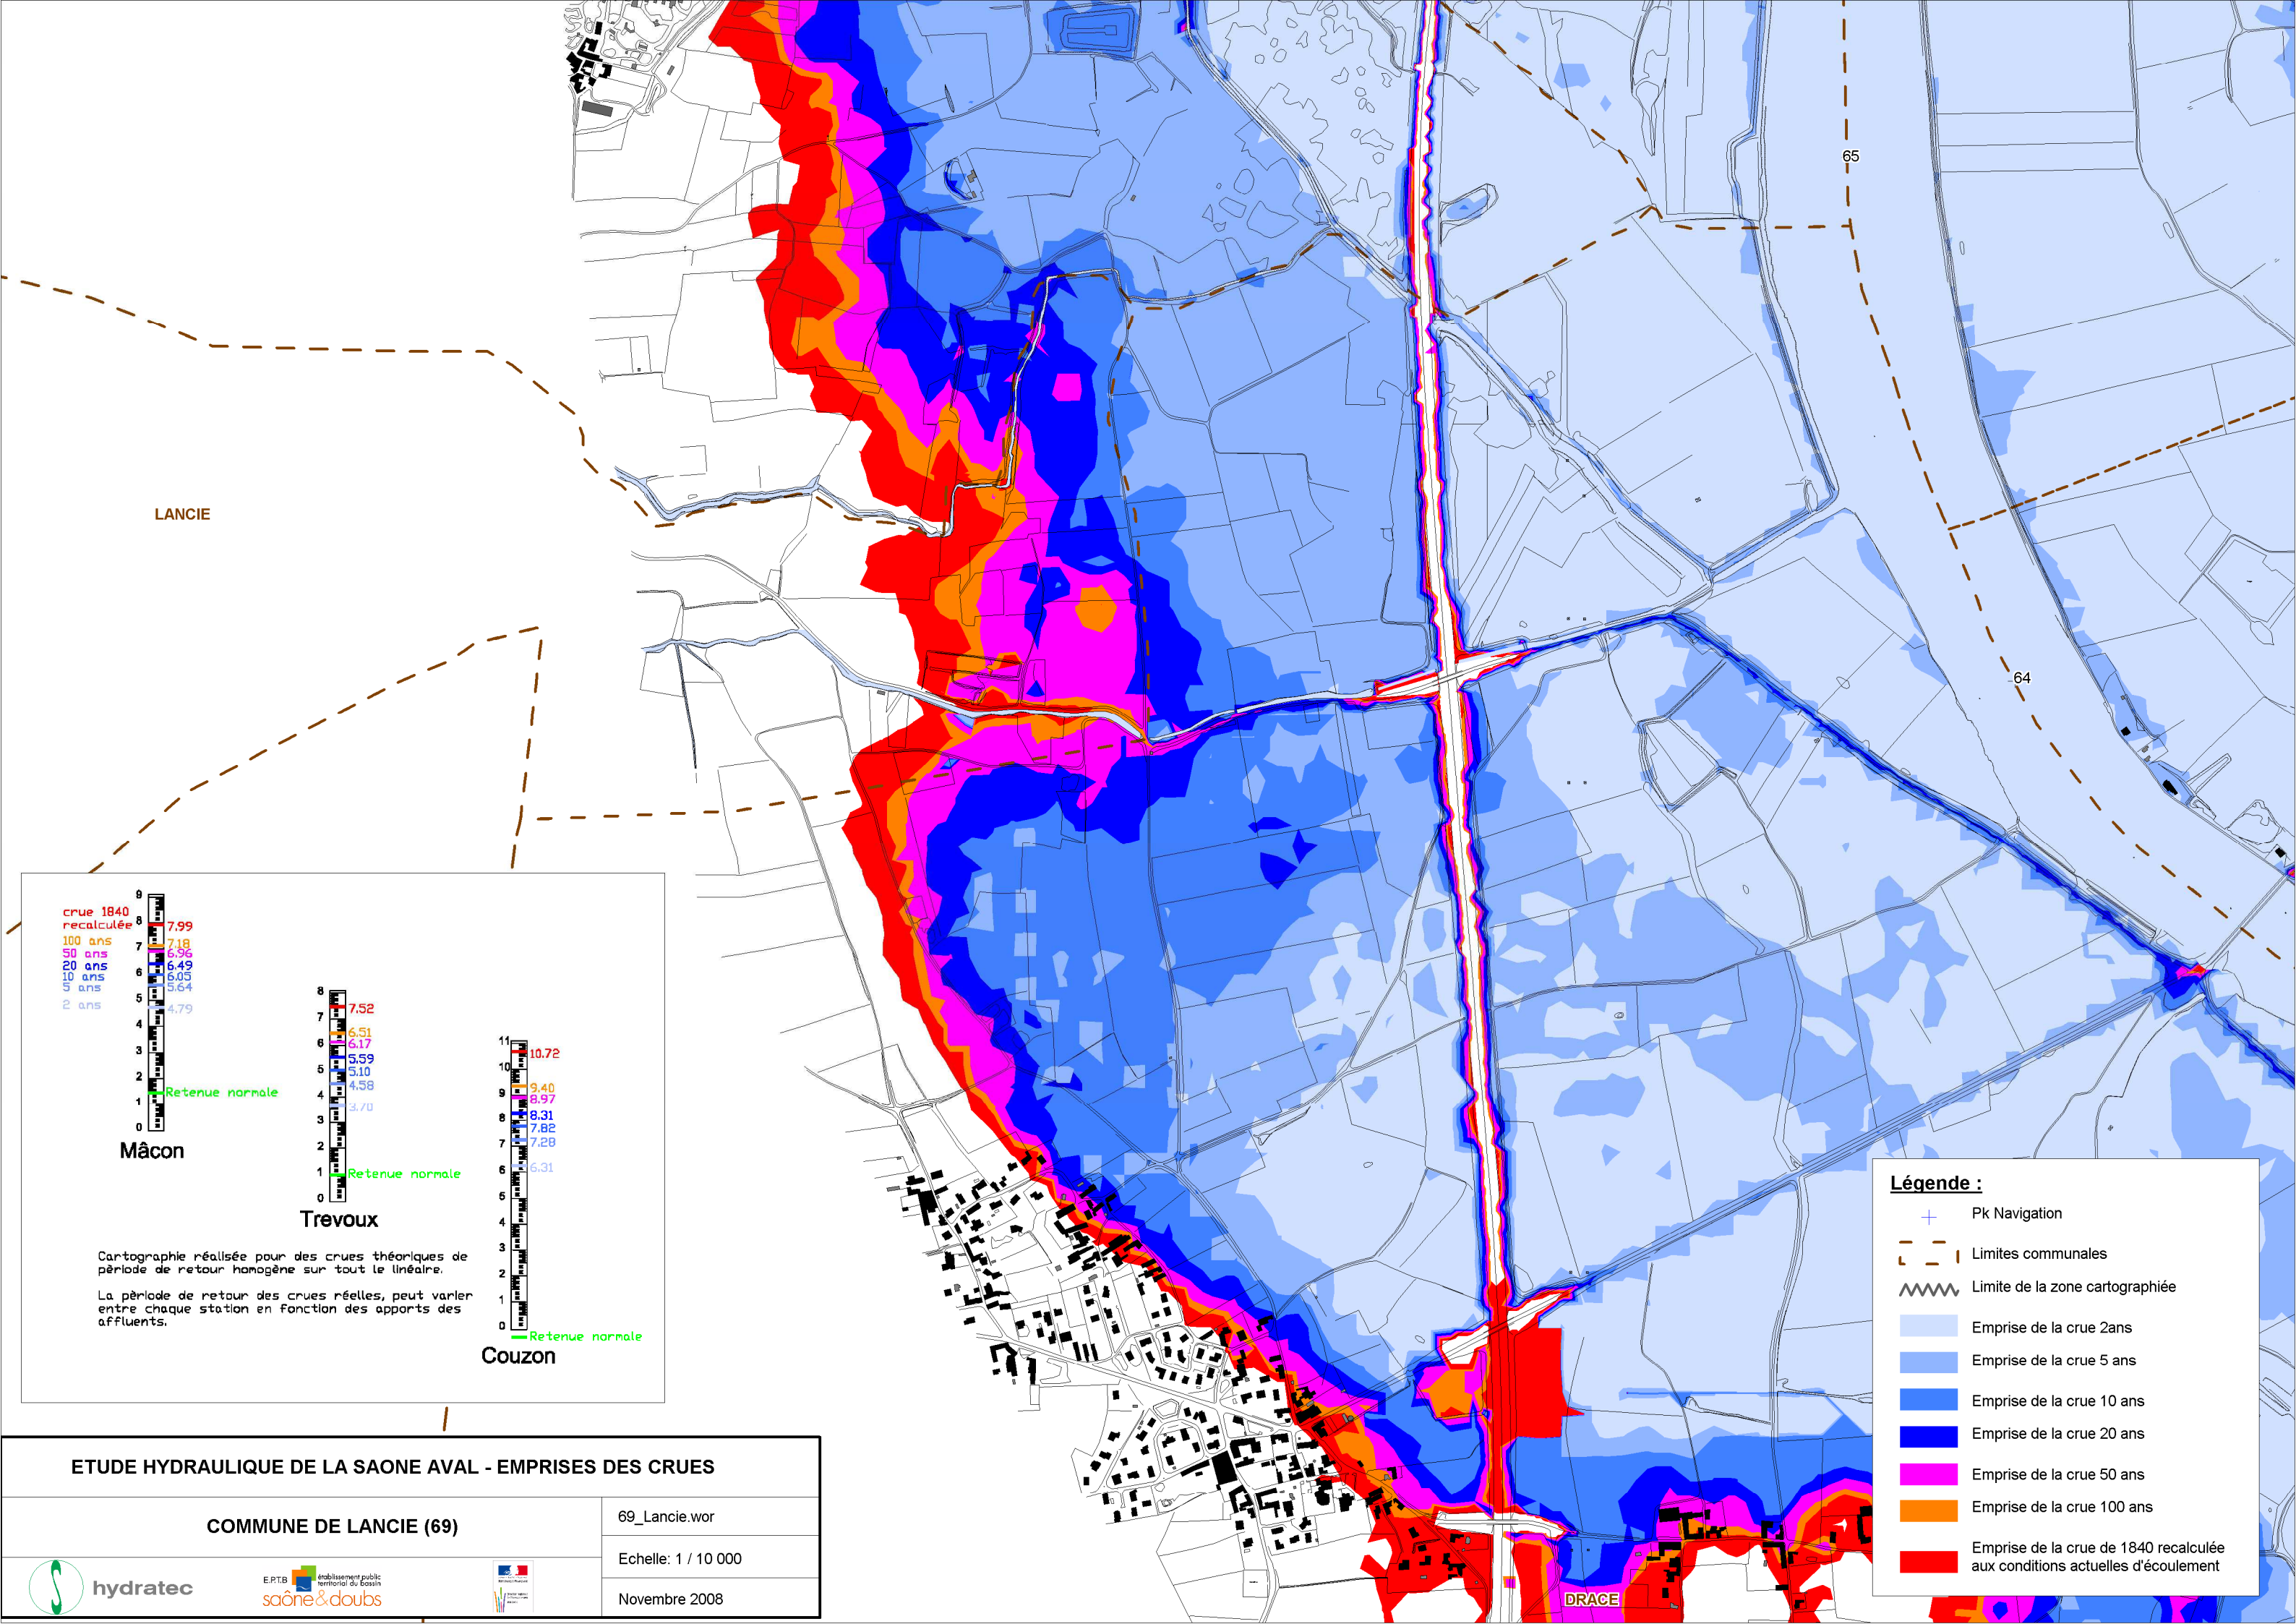 65
LANCIE
64
crue 1840
recalculée
100 ans
50 ans
20 ans
10 ans
5 ans
2 ans
9
8
7
6
5
4
3
2
1
0
7.99
7.18
6.96
6.49
6.05
5.64
4.79
Retenue normale
Mâcon
8
7
6
5
4
3
2
1
0
7.52
6.51
6.17
5.59
5.10
4.58
3.70
Retenue normale
Trevoux
11
10
9
8
7
6
5
4
3
2
1
0
10.72
9.40
8.97
8.31
7.82
7.28
6.31
Retenue normale
Couzon
Cartographie réalisée pour des crues théoriques de
période de retour homogène sur tout le linéaire.
La période de retour des crues réelles, peut varier
entre chaque station en fonction des apports des
affluents.
Légende :
Pk Navigation
Limites communales
Limite de la zone cartographiée
Emprise de la crue 2ans
Emprise de la crue 5 ans
Emprise de la crue 10 ans
Emprise de la crue 20 ans
Emprise de la crue 50 ans
Emprise de la crue 100 ans
Emprise de la crue de 1840 recalculée
aux conditions actuelles d'écoulement
DRACE
ETUDE HYDRAULIQUE DE LA SAONE AVAL - EMPRISES DES CRUES
COMMUNE DE LANCIE (69)
69_Lancie.wor
Echelle: 1 / 10 000
Novembre 2008
hydratec
E.P.T.B
établissement public
territorial du bassin
saône&doubs